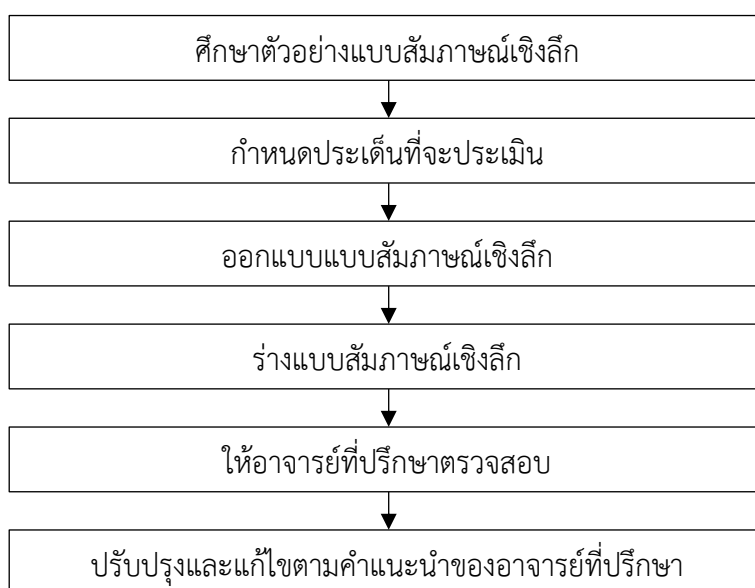 ศึกษาตัวอย่างแบบสัมภาษณ์เชิงลึก
กำหนดประเด็นที่จะประเมิน
ออกแบบแบบสัมภาษณ์เชิงลึก
ร่างแบบสัมภาษณ์เชิงลึก
ให้อาจารย์ที่ปรึกษาตรวจสอบ
ปรับปรุงและแก้ไขตามคำแนะนำของอาจารย์ที่ปรึกษา